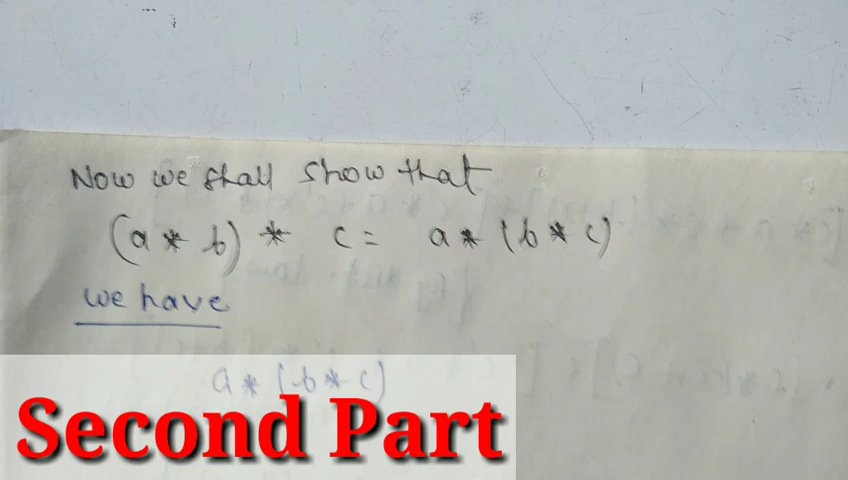 Now we shall show that
(a * b) * c = a * (b * c)
we have
a * (b * c)
Second Part